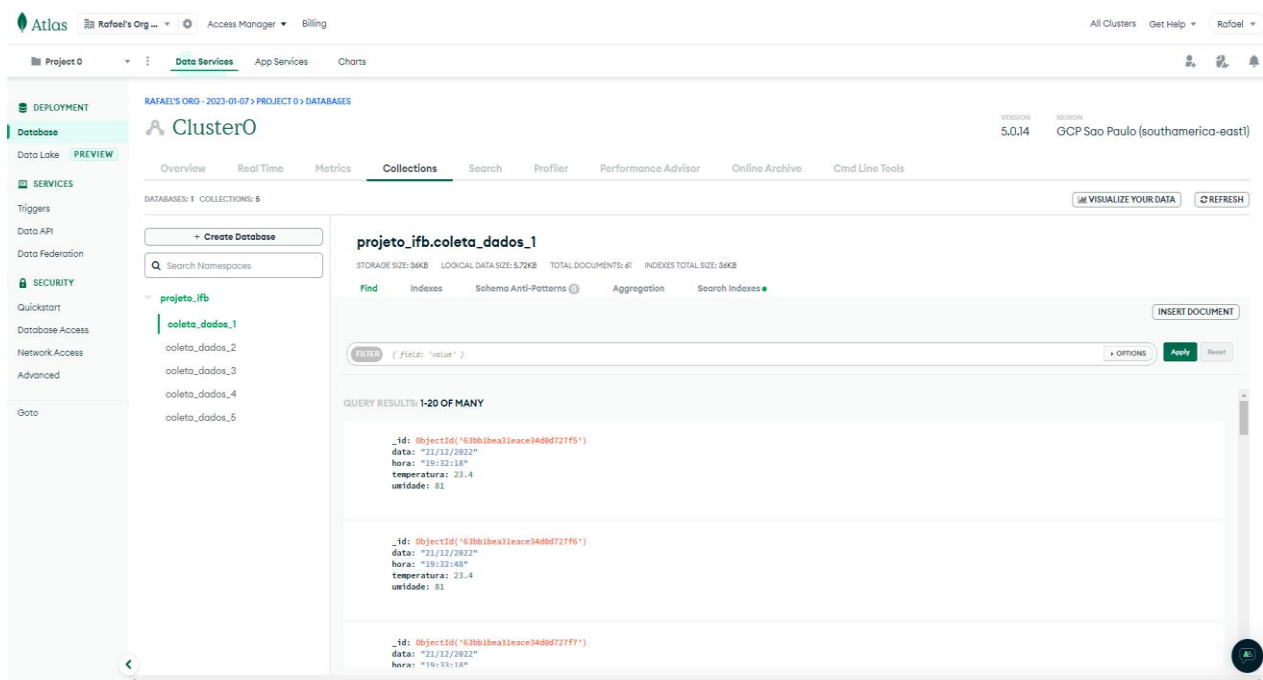 Atlas
Rafael's Org ...
Access Manager
Billing
All Clusters
Get Help
Rafael
Project 0
Data Services
App Services
Charts
DEPLOYMENT
Database
Data Lake
PREVIEW
SERVICES
Triggers
Data API
Data Federation
SECURITY
Quickstart
Database Access
Network Access
Advanced
Goto
RAFAEL'S ORG - 2023-01-07 > PROJECT 0 > DATABASES
Cluster0
VERSION
5.0.14
REGION
GCP Sao Paulo (southamerica-east1)
Overview
Real Time
Metrics
Collections
Search
Profiler
Performance Advisor
Online Archive
Cmd Line Tools
DATABASES: 1 COLLECTIONS: 5
VISUALIZE YOUR DATA
REFRESH
+ Create Database
Search Namespaces
projeto_ifb
coleta_dados_1
coleta_dados_2
coleta_dados_3
coleta_dados_4
coleta_dados_5
projeto_ifb.coleta_dados_1
STORAGE SIZE: 36KB LOGICAL DATA SIZE: 5.72KB TOTAL DOCUMENTS: 61 INDEXES TOTAL SIZE: 36KB
Find
Indexes
Schema Anti-Patterns 0
Aggregation
Search Indexes
INSERT DOCUMENT
FILTER { field: 'value' }
OPTIONS
Apply
Reset
QUERY RESULTS: 1-20 OF MANY
_id: ObjectId('63bb1bea31eace34d0d727f5')
data: "21/12/2022"
hora: "19:32:18"
temperatura: 23.4
umidade: 81
_id: ObjectId('63bb1bea31eace34d0d727f6')
data: "21/12/2022"
hora: "19:32:48"
temperatura: 23.4
umidade: 81
_id: ObjectId('63bb1bea31eace34d0d727f7')
data: "21/12/2022"
hora: "19:33:18"